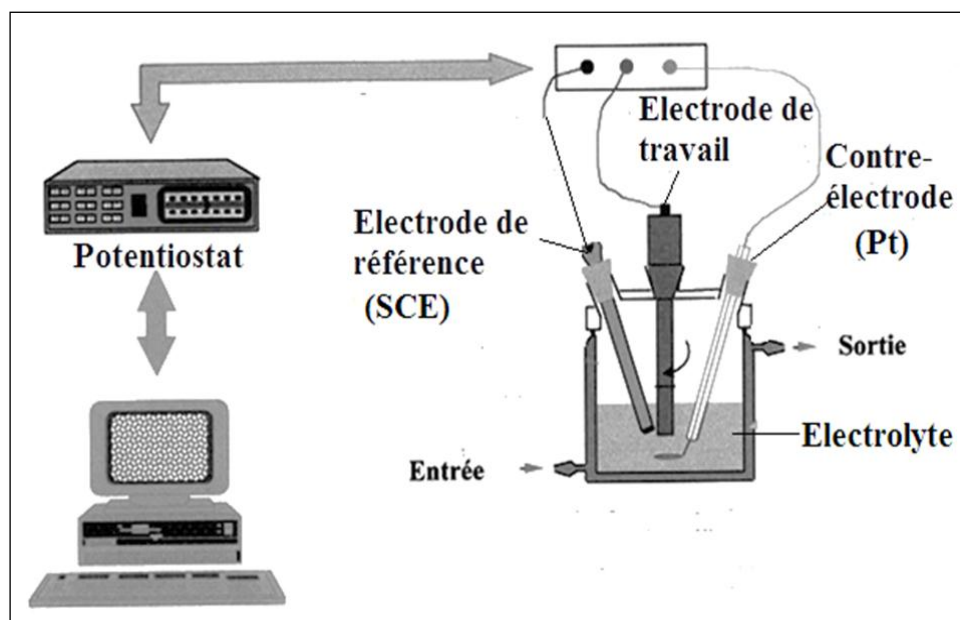 Electrode de
travail
Contre-
électrode
(Pt)
Potentiostat
Electrode de
référence
(SCE)
Sortie
Electrolyte
Entrée